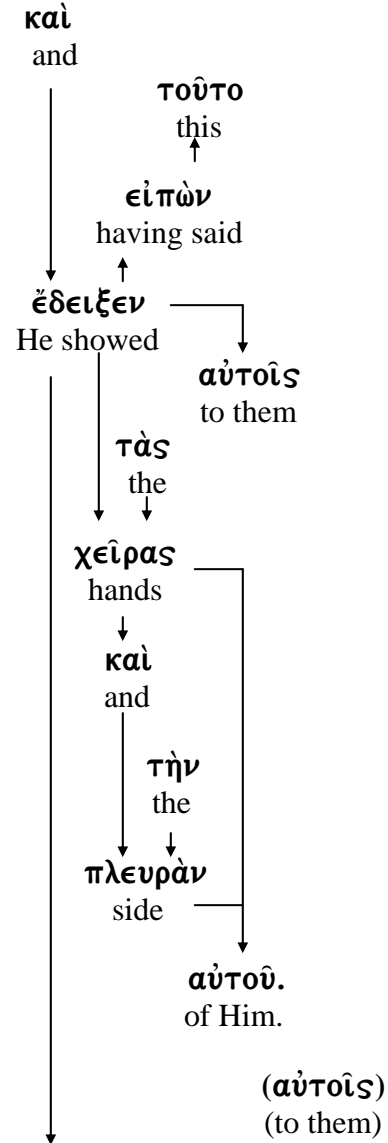 καὶ
and
τοῦτο
this
εἰπὼν
having said
ἔδειξεν
He showed
αὐτοῖς
to them
τὰς
the
χεῖρας
hands
καὶ
and
τὴν
the
πλευρὰν
side
αὐτοῦ.
of Him.
(αὐτοῖς)
(to them)